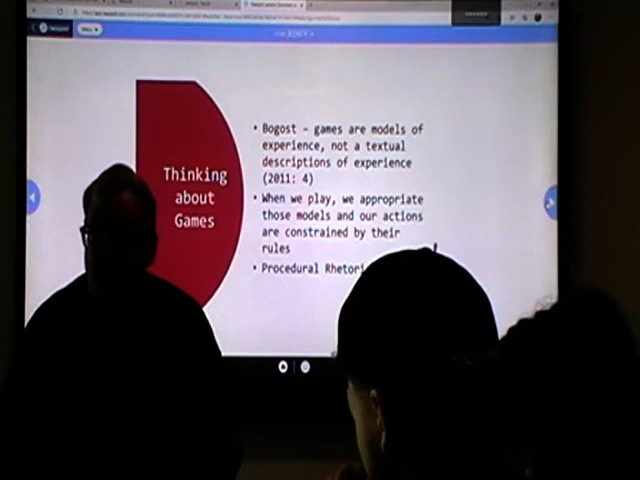 Thinking
about
Games
• Bogost – games are models of
experience, not a textual
descriptions of experience
(2011: 4)
• When we play, we appropriate
those models and our actions
are constrained by their
rules
• Procedural Rhetori